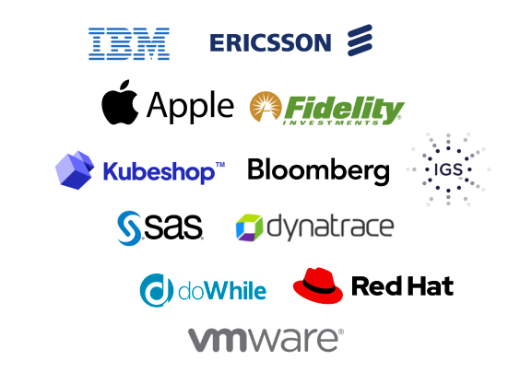 IBM ERICSSON
Apple Fidelity®
INVESTMENTS
Kubeshop™ Bloomberg IGS
sas® dynatrace
d doWhile Red Hat
vmware®